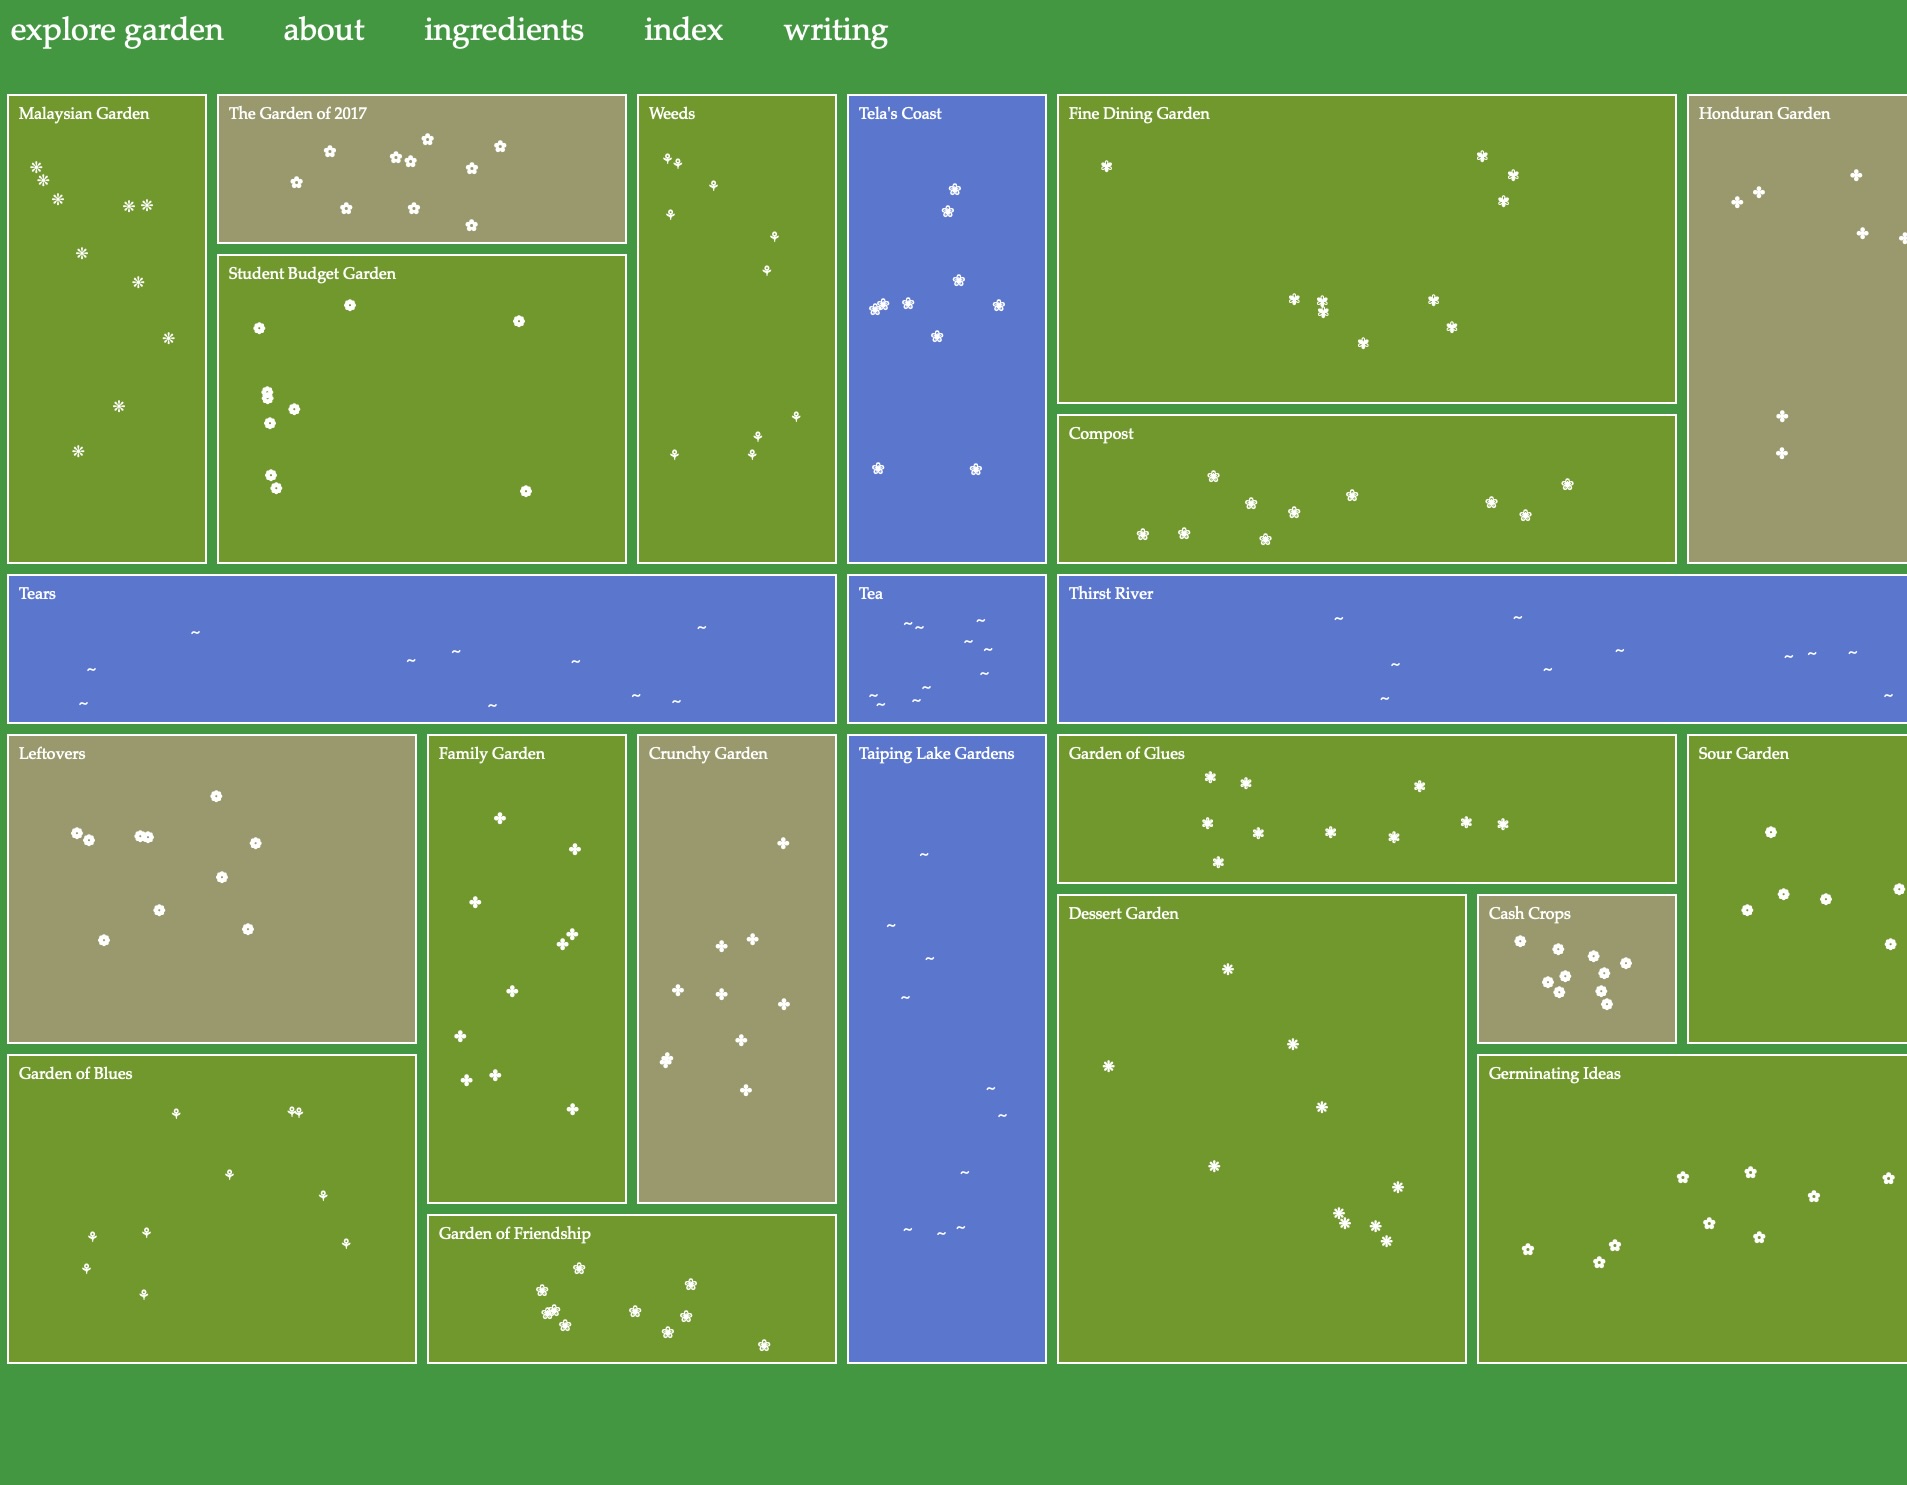 explore garden about ingredients index writing
Malaysian Garden
The Garden of 2017
Weeds
Tela's Coast
Fine Dining Garden
Honduran Garden
Student Budget Garden
Compost
Tears
Tea
Thirst River
Leftovers
Family Garden
Crunchy Garden
Taiping Lake Gardens
Garden of Glues
Sour Garden
Dessert Garden
Cash Crops
Garden of Blues
Germinating Ideas
Garden of Friendship